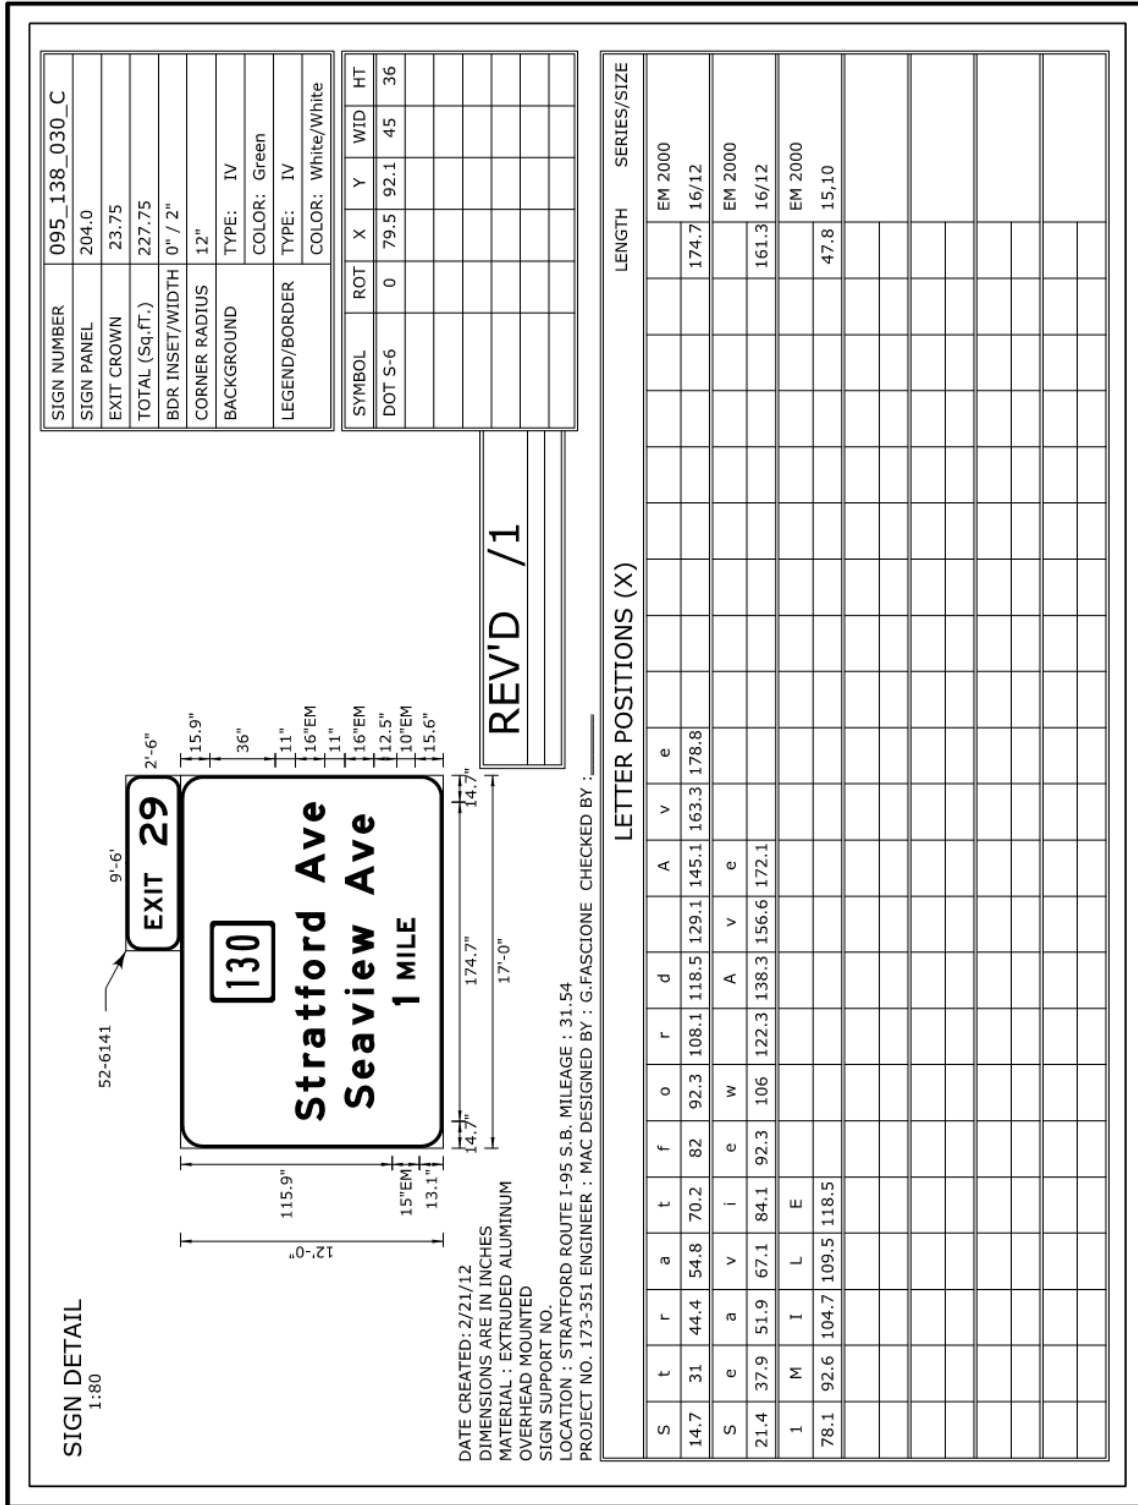 SIGN DETAIL
1:80
52-6141
9'-6'
2'-6"
EXIT 29
130
Stratford Ave
Seaview Ave
1 MILE
15.9"
36"
11"
16"EM
11"
16"EM
12.5"
10"EM
15.6"
12'-0"
115.9"
15"EM
13.1"
14.7"
174.7"
14.7"
17'-0"
DATE CREATED: 2/21/12
DIMENSIONS ARE IN INCHES
MATERIAL : EXTRUDED ALUMINUM
OVERHEAD MOUNTED
SIGN SUPPORT NO.
LOCATION : STRATFORD ROUTE I-95 S.B. MILEAGE : 31.54
PROJECT NO. 173-351 ENGINEER : MAC DESIGNED BY : G.FASCIONE CHECKED BY :
REV'D /1
SIGN NUMBER 095_138_030_C
SIGN PANEL 204.0
EXIT CROWN 23.75
TOTAL (Sq.fT.) 227.75
BDR INSET/WIDTH 0" / 2"
CORNER RADIUS 12"
BACKGROUND TYPE: IV
COLOR: Green
LEGEND/BORDER TYPE: IV
COLOR: White/White
SYMBOL ROT X Y WID HT
DOT S-6 0 79.5 92.1 45 36
LETTER POSITIONS (X) LENGTH SERIES/SIZE
S t r a t f o r d A v e EM 2000
14.7 31 44.4 54.8 70.2 82 92.3 108.1 118.5 129.1 145.1 163.3 178.8 174.7 16/12
S e a v i e w A v e EM 2000
21.4 37.9 51.9 67.1 84.1 92.3 106 122.3 138.3 156.6 172.1 161.3 16/12
1 M I L E EM 2000
78.1 92.6 104.7 109.5 118.5 47.8 15,10